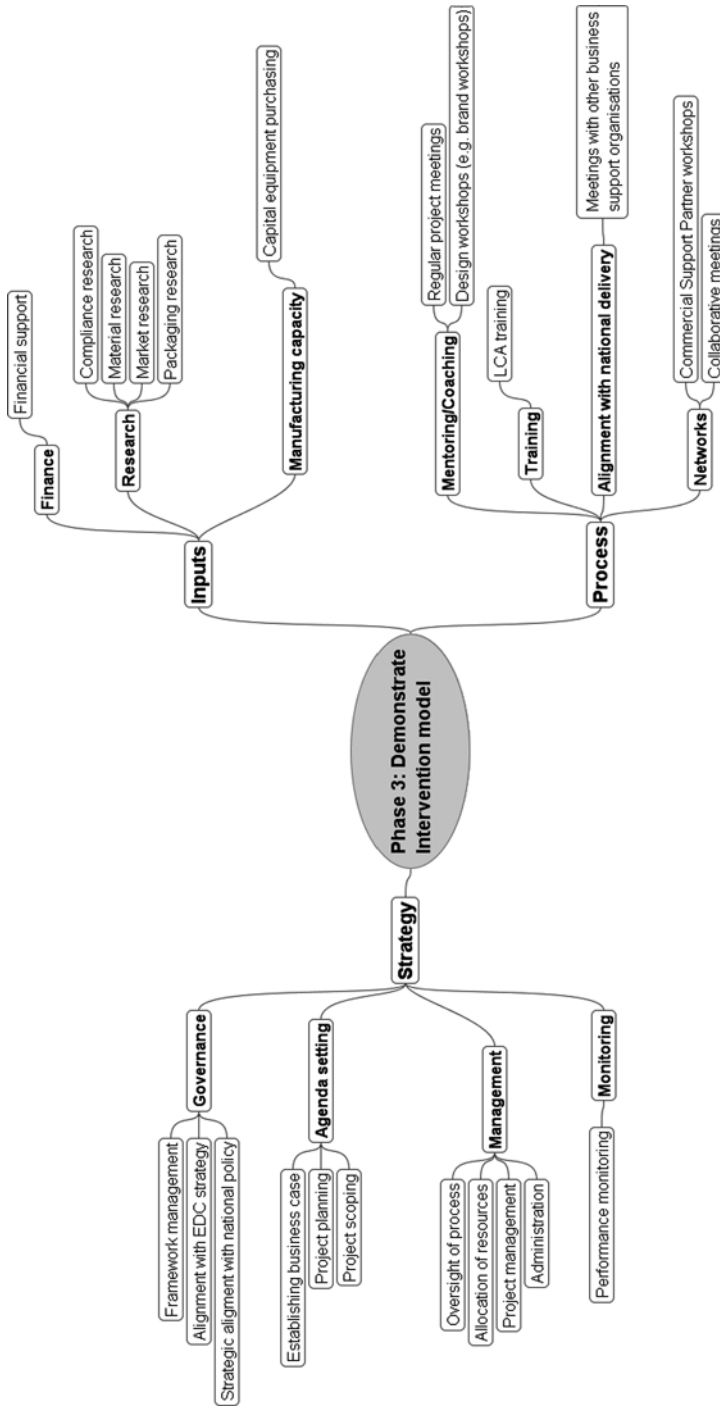 Phase 3: Demonstrate
Intervention model
Strategy
Governance
Framework management
Alignment with EDC strategy
Strategic aligment with national policy
Agenda setting
Establishing business case
Project planning
Project scoping
Management
Oversight of process
Allocation of resources
Project management
Administration
Monitoring
Performance monitoring
Inputs
Finance
Financial support
Research
Compliance research
Material research
Market research
Packaging research
Manufacturing capacity
Capital equipment purchasing
Process
Mentoring/Coaching
Regular project meetings
Design workshops (e.g. brand workshops)
Training
LCA training
Alignment with national delivery
Meetings with other business
support organisations
Networks
Commercial Support Partner workshops
Collaborative meetings